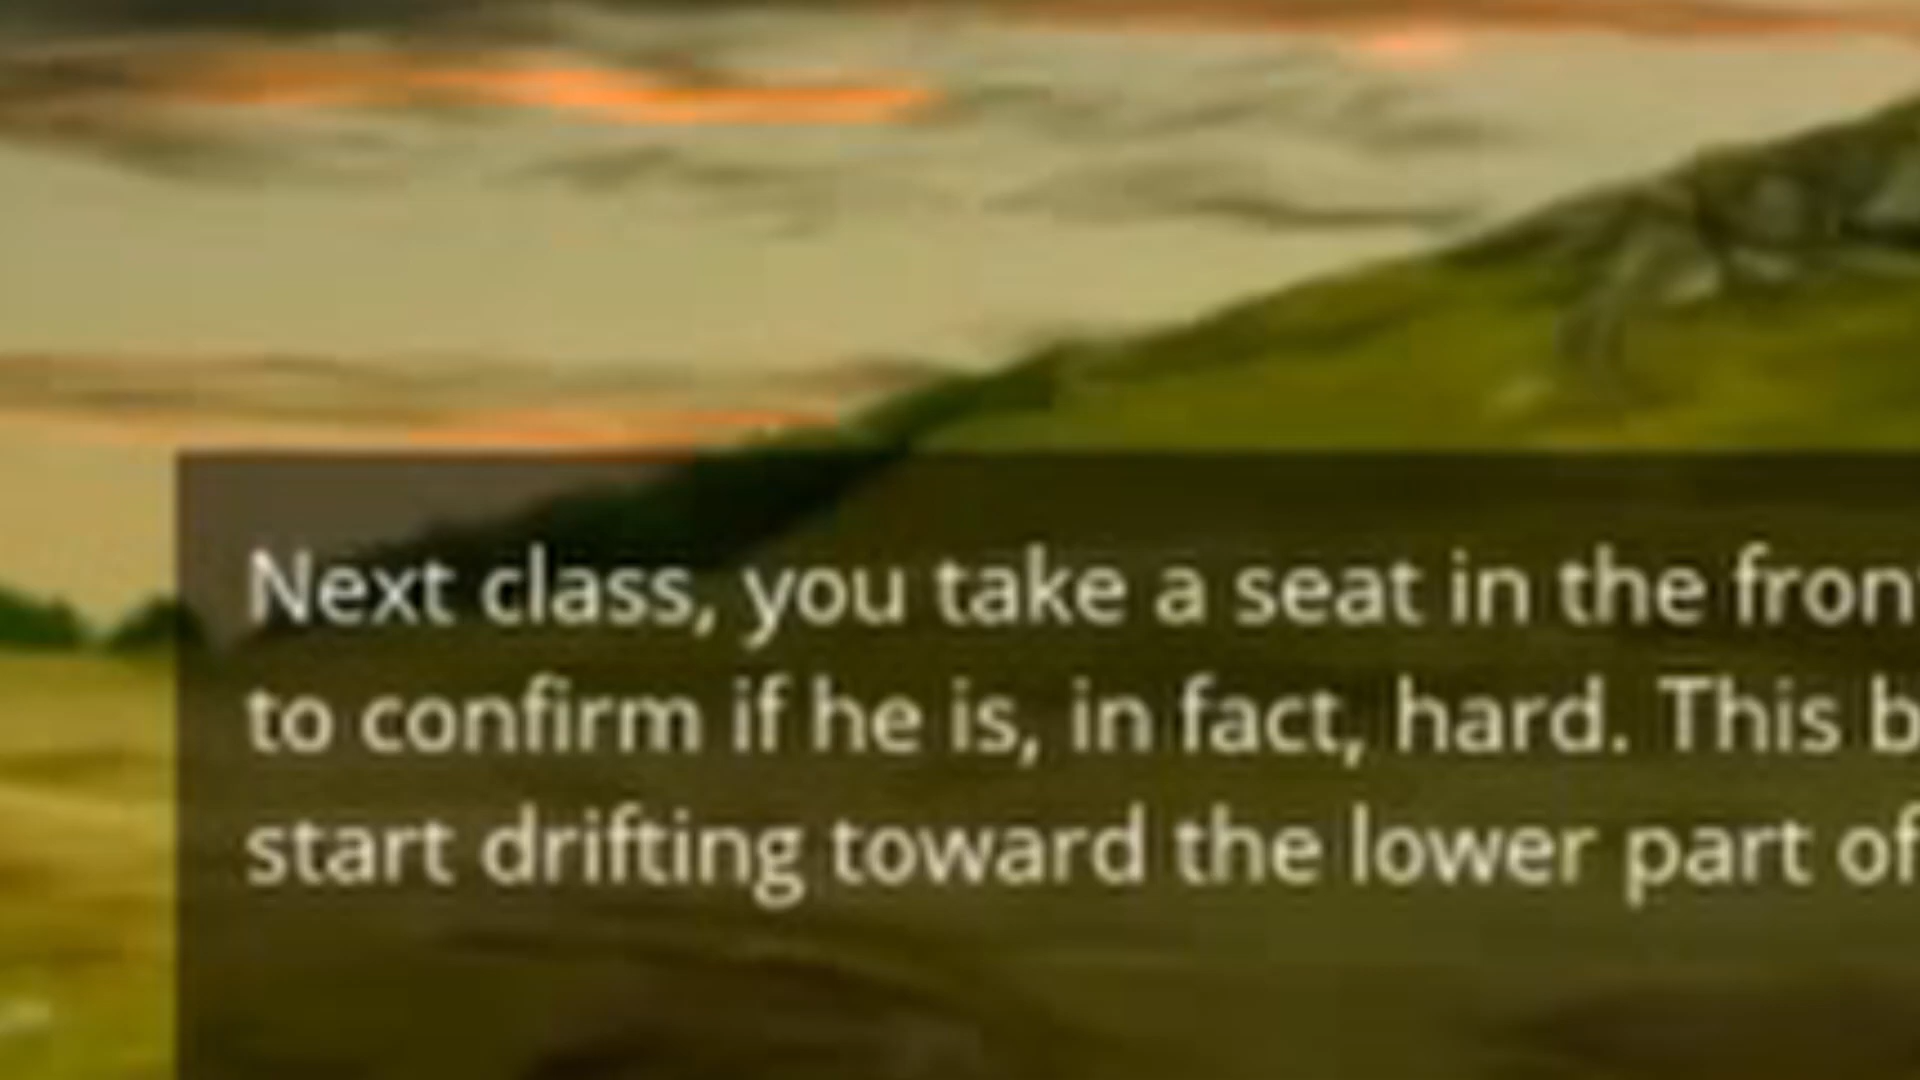 Next class, you take a seat in the front
to confirm if he is, in fact, hard. This b
start drifting toward the lower part of